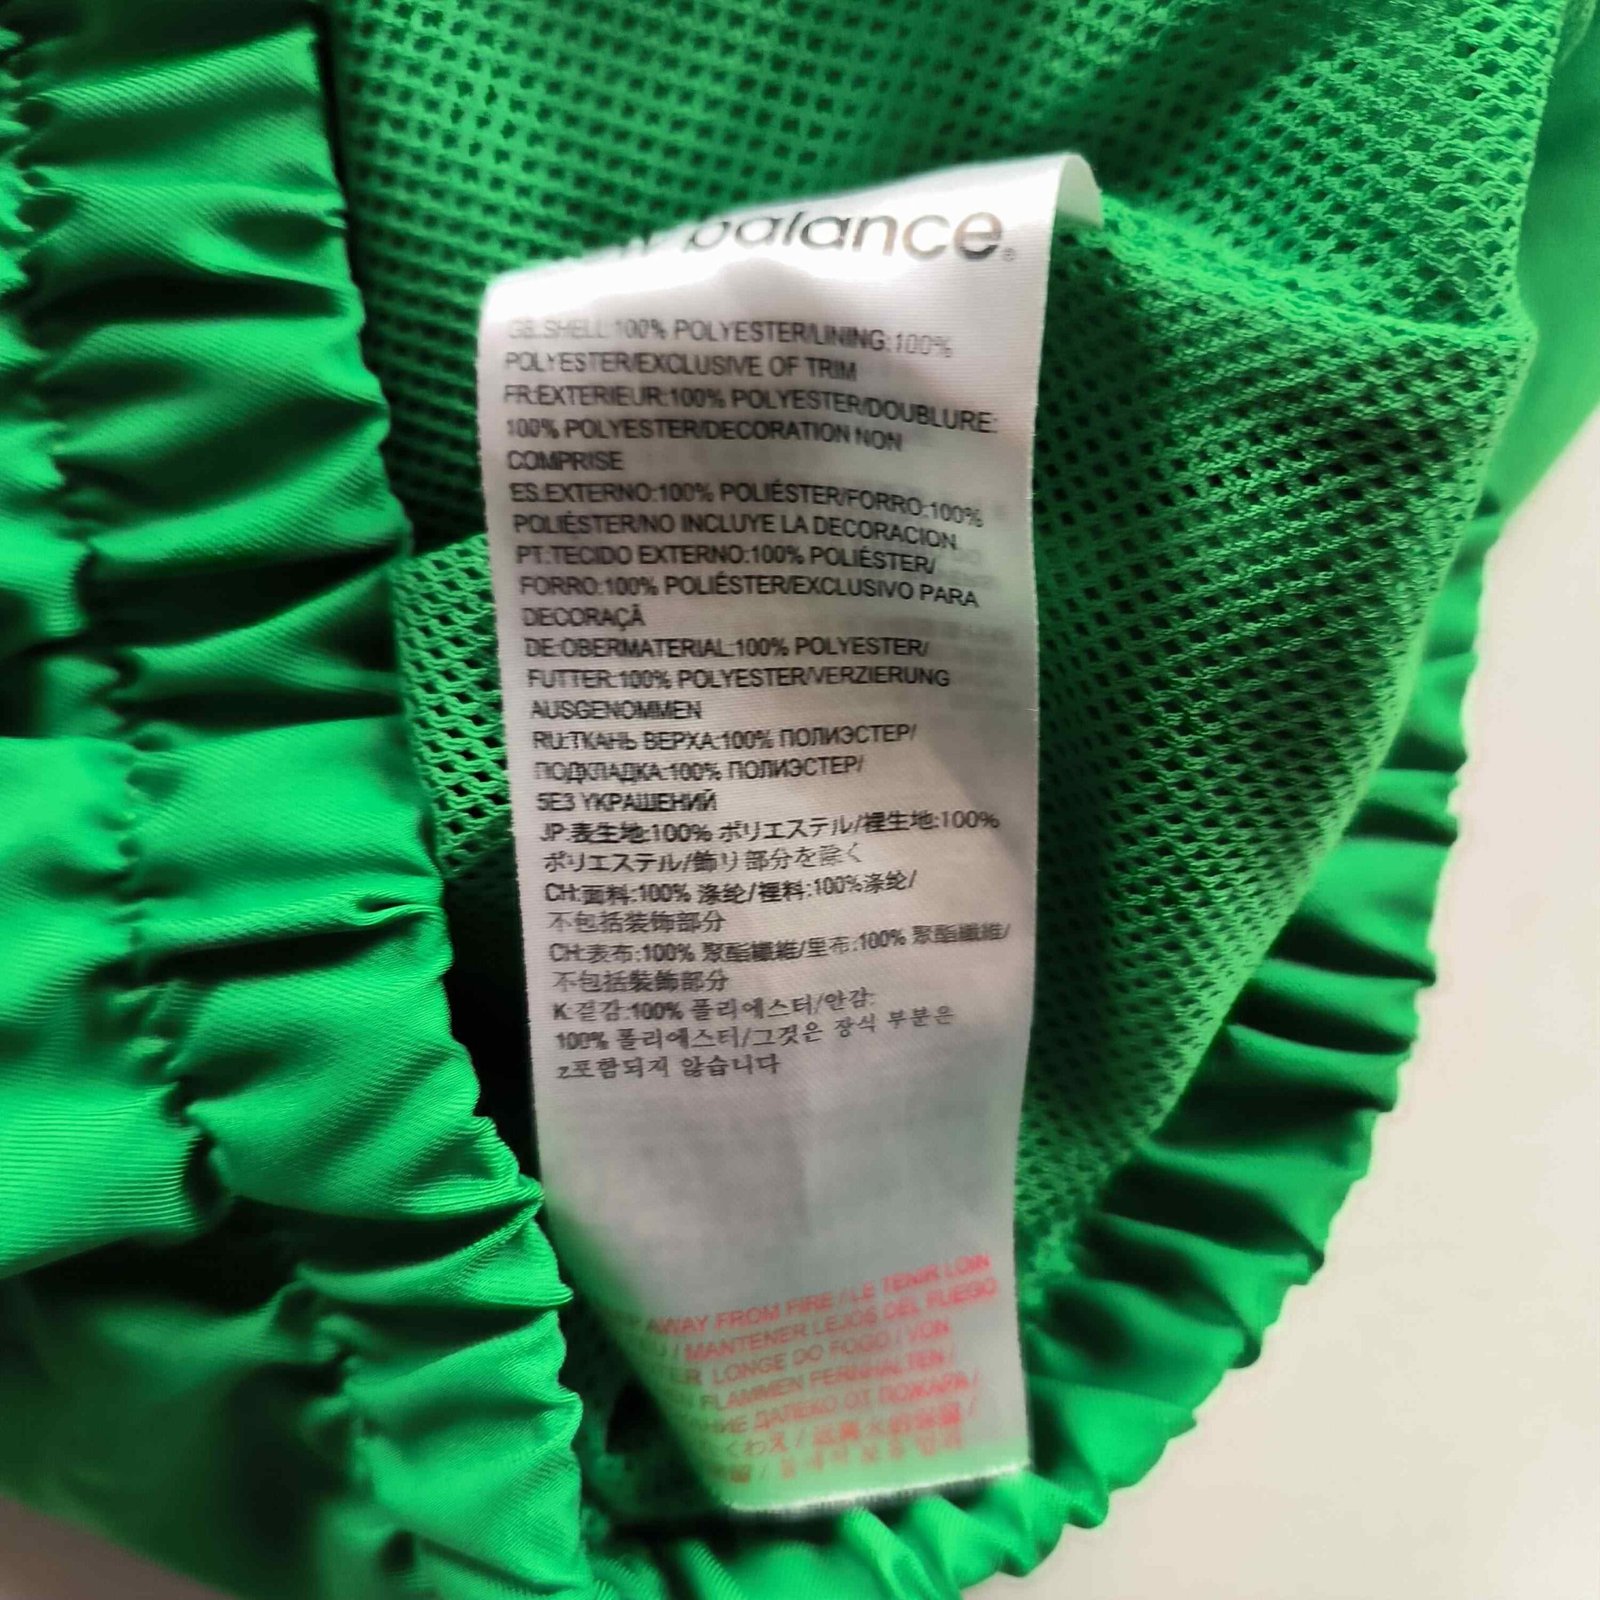 balance
GB.SHELL:100% POLYESTER/LINING:100%
POLYESTER/EXCLUSIVE OF TRIM
FR:EXTERIEUR:100% POLYESTER/DOUBLURE:
100% POLYESTER/DECORATION NON
COMPRISE
ES.EXTERNO:100% POLIÉSTER/FORRO:100%
POLIÉSTER/NO INCLUYE LA DECORACION
PT.TECIDO EXTERNO:100% POLIÉSTER/
FORRO:100% POLIÉSTER/EXCLUSIVO PARA
DECORAÇÃ
DE:OBERMATERIAL:100% POLYESTER/
FUTTER:100% POLYESTER/VERZIERUNG
AUSGENOMMEN
RU:ТКАНЬ ВЕРХА:100% ПОЛИЭСТЕР/
ПОДКЛАДКА:100% ПОЛИЭСТЕР/
5ЕЗ УКРАШЕНИЙ
JP:表生地:100% ポリエステル/裡生地:100%
ポリエステル/飾リ部分を除く
CH:面料:100% 涤纶/裡料:100%涤纶/
不包括装饰部分
CH:表布:100% 聚酯纖維/里布:100% 聚酯纖維/
不包括裝飾部分
K:겉감:100% 폴리에스터/안감:
100% 폴리에스터/그것은 장식 부분은
z포함되지 않습니다
AWAY FROM FIRE / LE TENIR LOIN
/ MANTENER LEJOS DEL FUEGO
LONGE DO FOGO / VON
FLAMMEN FERNHALTEN /
ДАЛЕКО ОТ ПОЖАРА /